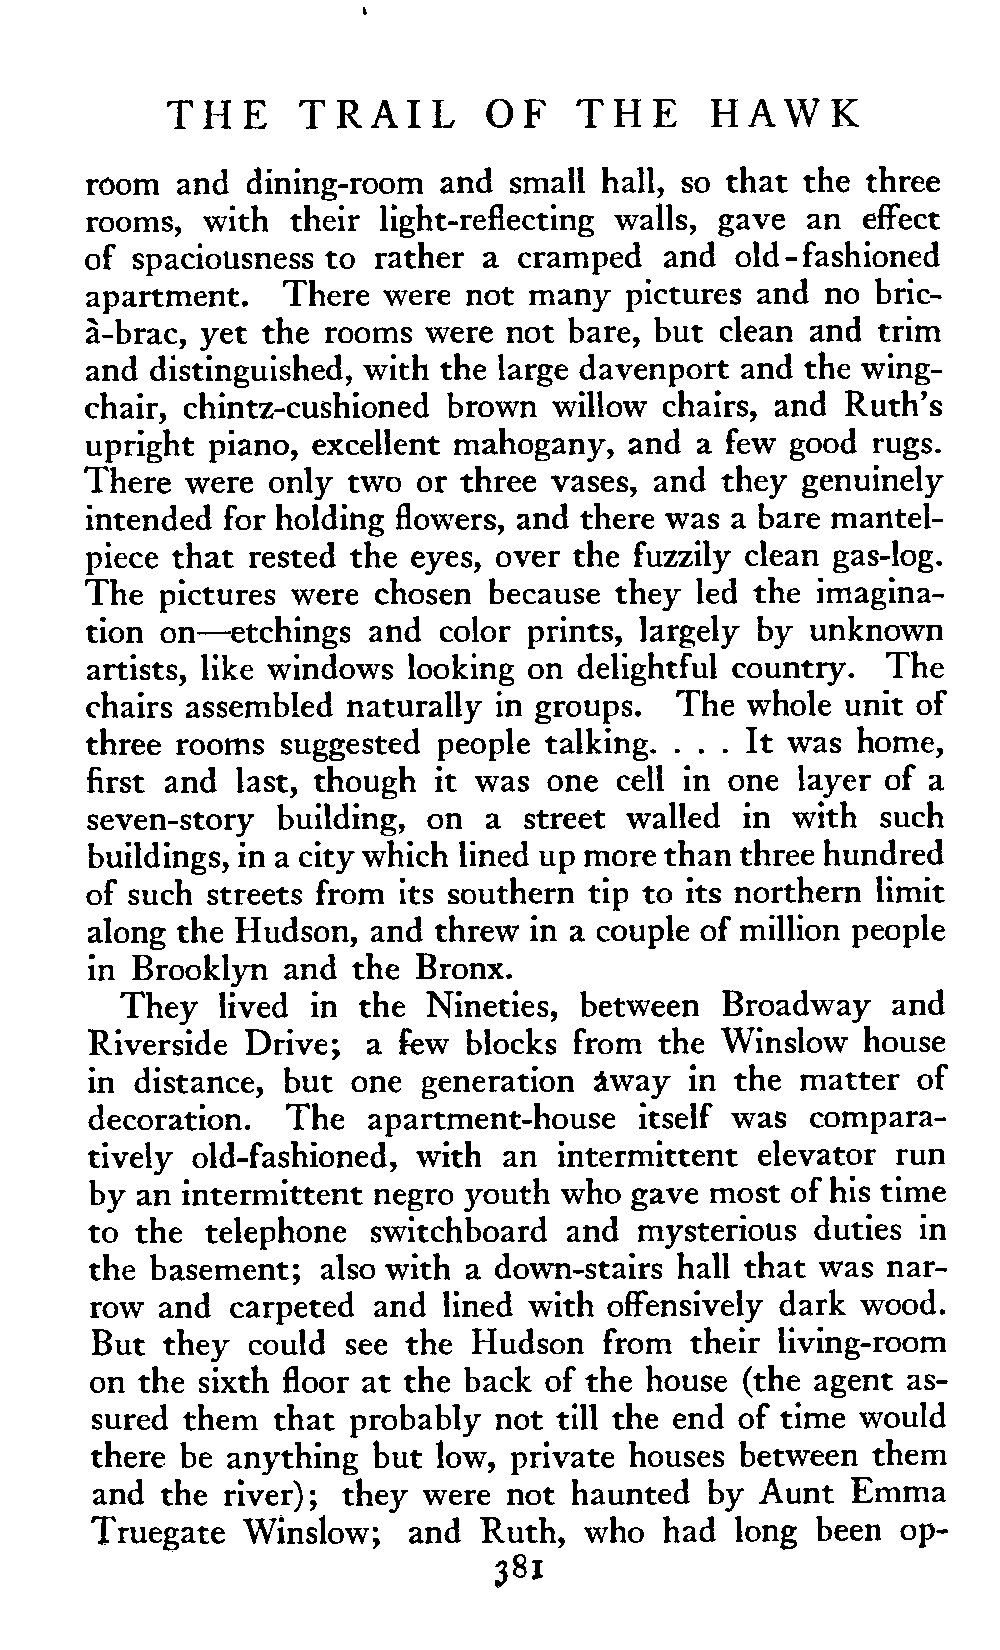 THE TRAIL OF THE HAWK
room and dining-room and small hall, so that the three
rooms, with their light-reflecting walls, gave an effect
of spaciousness to rather a cramped and old-fashioned
apartment. There were not many pictures and no bric-
à-brac, yet the rooms were not bare, but clean and trim
and distinguished, with the large davenport and the wing-
chair, chintz-cushioned brown willow chairs, and Ruth's
upright piano, excellent mahogany, and a few good rugs.
There were only two or three vases, and they genuinely
intended for holding flowers, and there was a bare mantel-
piece that rested the eyes, over the fuzzily clean gas-log.
The pictures were chosen because they led the imagina-
tion on—etchings and color prints, largely by unknown
artists, like windows looking on delightful country. The
chairs assembled naturally in groups. The whole unit of
three rooms suggested people talking. . . . It was home,
first and last, though it was one cell in one layer of a
seven-story building, on a street walled in with such
buildings, in a city which lined up more than three hundred
of such streets from its southern tip to its northern limit
along the Hudson, and threw in a couple of million people
in Brooklyn and the Bronx.
They lived in the Nineties, between Broadway and
Riverside Drive; a few blocks from the Winslow house
in distance, but one generation away in the matter of
decoration. The apartment-house itself was compara-
tively old-fashioned, with an intermittent elevator run
by an intermittent negro youth who gave most of his time
to the telephone switchboard and mysterious duties in
the basement; also with a down-stairs hall that was nar-
row and carpeted and lined with offensively dark wood.
But they could see the Hudson from their living-room
on the sixth floor at the back of the house (the agent as-
sured them that probably not till the end of time would
there be anything but low, private houses between them
and the river); they were not haunted by Aunt Emma
Truegate Winslow; and Ruth, who had long been op-
381